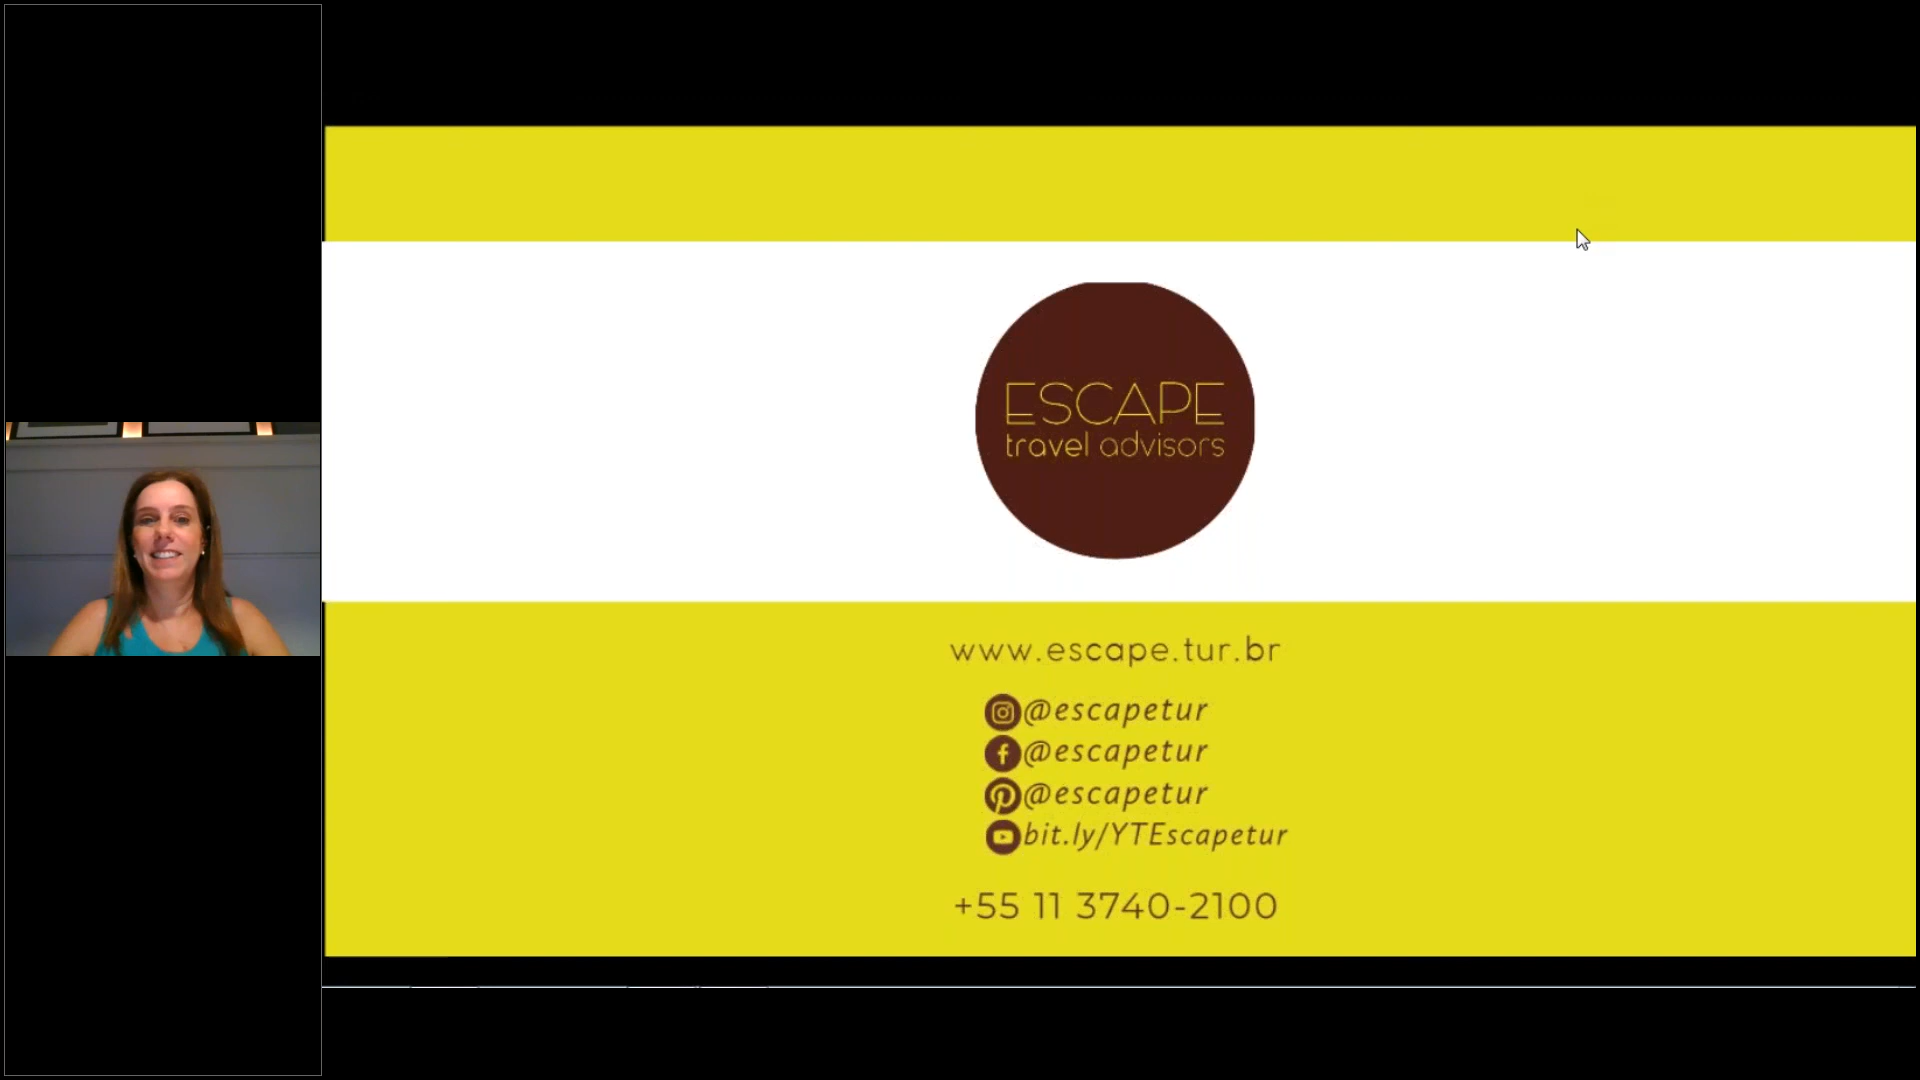 ESCAPE
travel advisors
www.escape.tur.br
@escapetur
@escapetur
@escapetur
bit.ly/YTEscapetur
+55 11 3740-2100